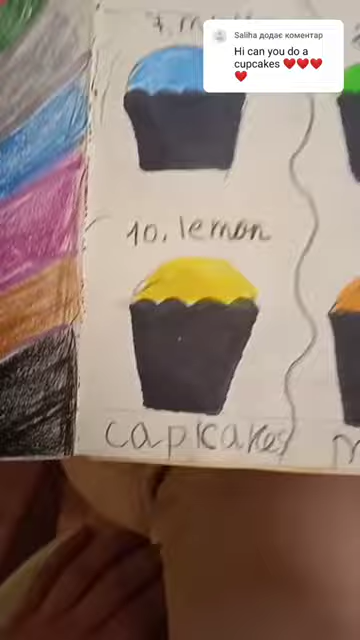 Saliha додає коментар
Hi can you do a
cupcakes ❤️❤️❤️
❤️
10. lemon
capkakes